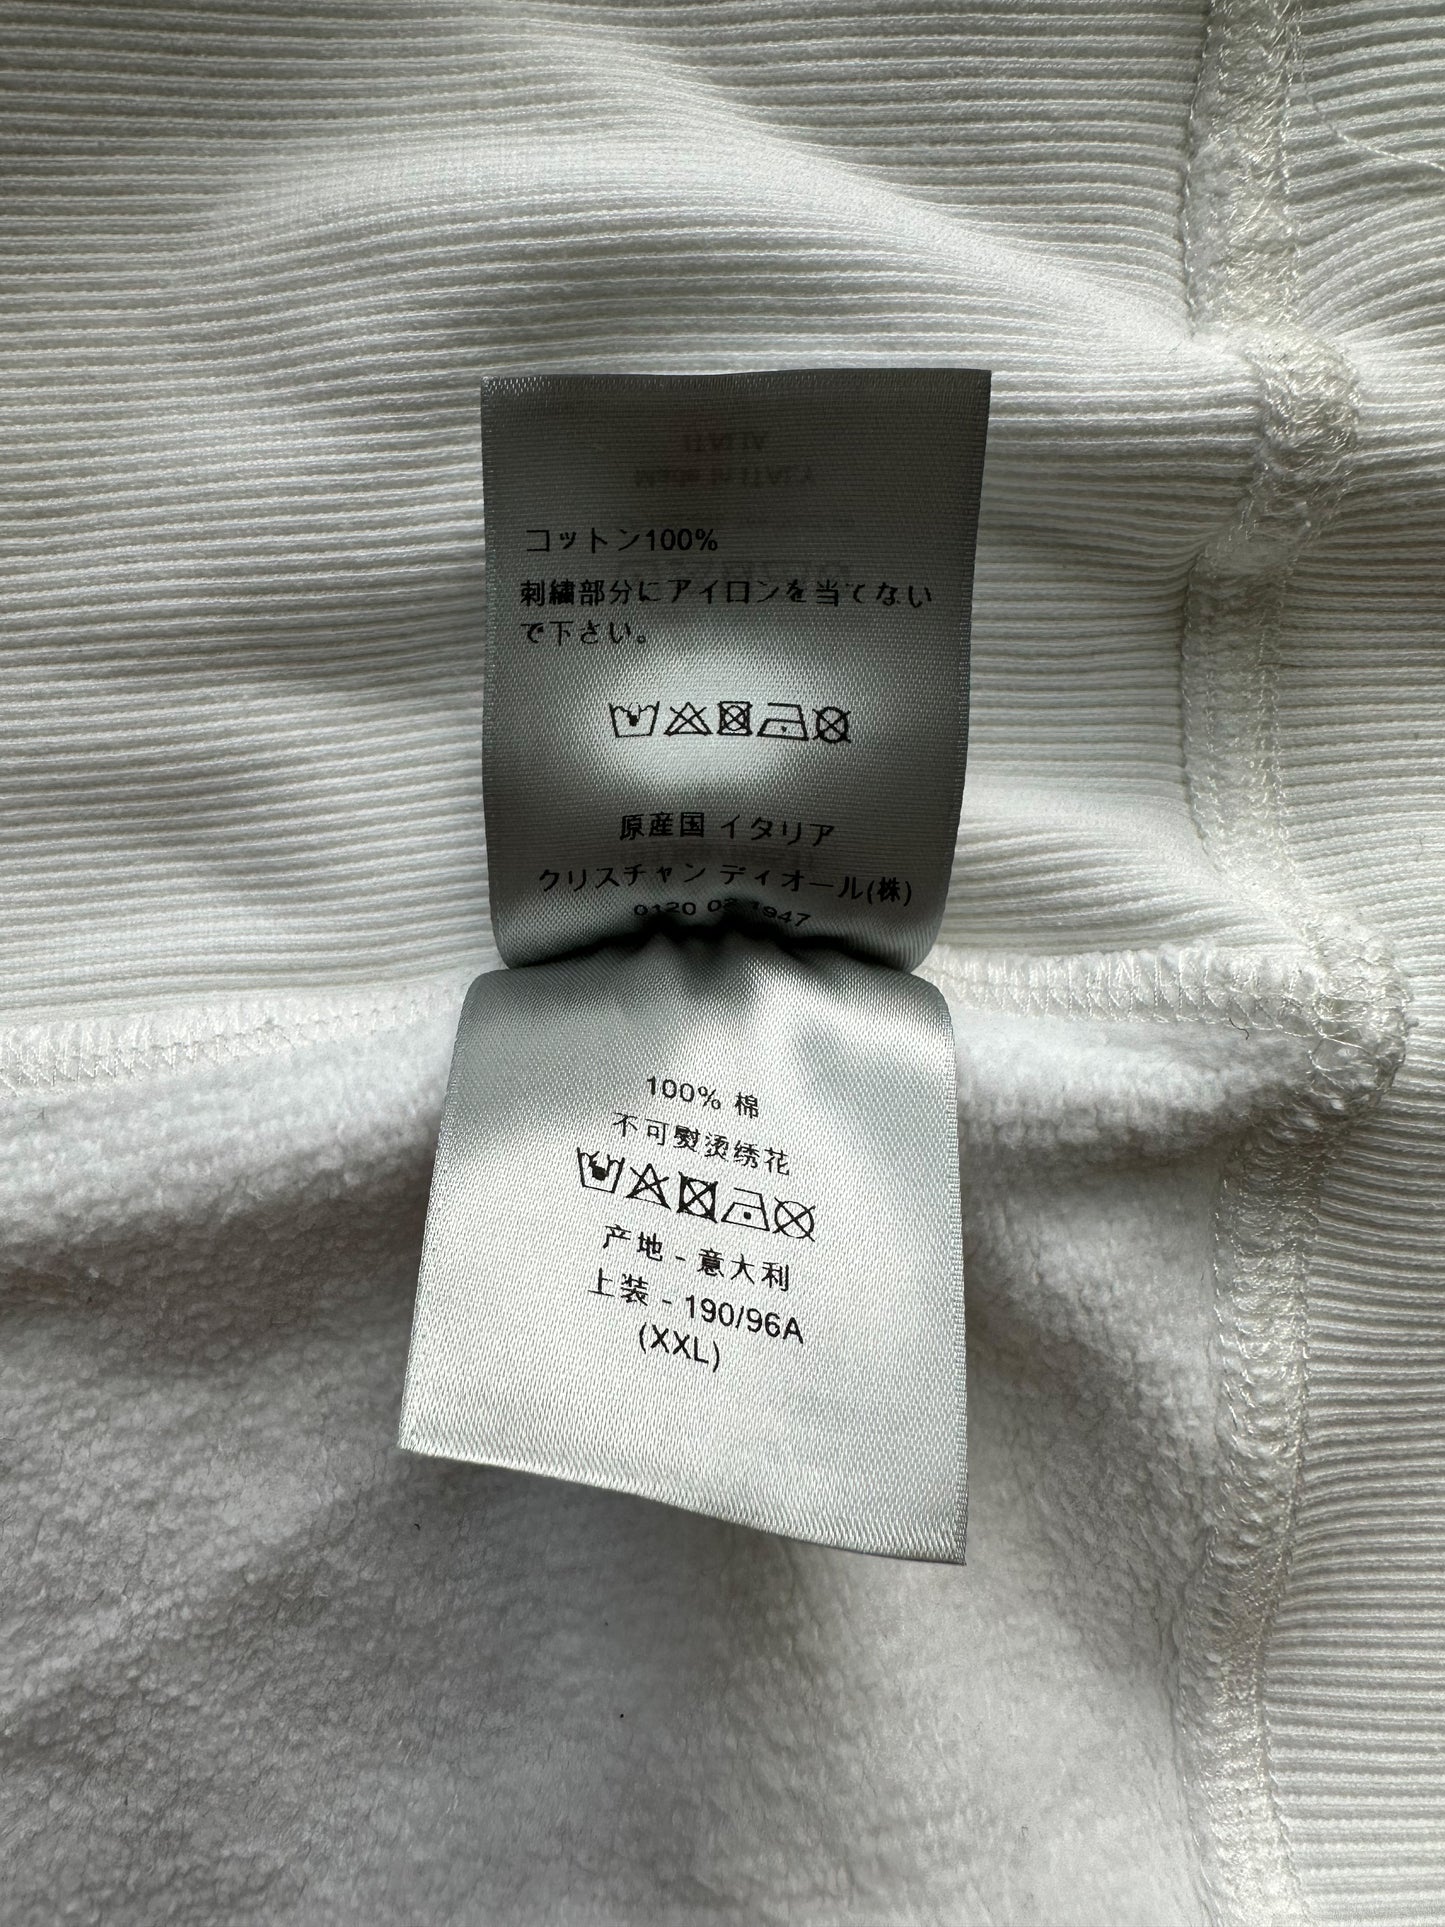 コットン100%
刺繍部分にアイロンを当てない
で下さい。
原産国 イタリア
クリスチャン ディオール(株)
0120 02 1947
100% 棉
不可熨烫绣花
产地 - 意大利
上装 - 190/96A
(XXL)